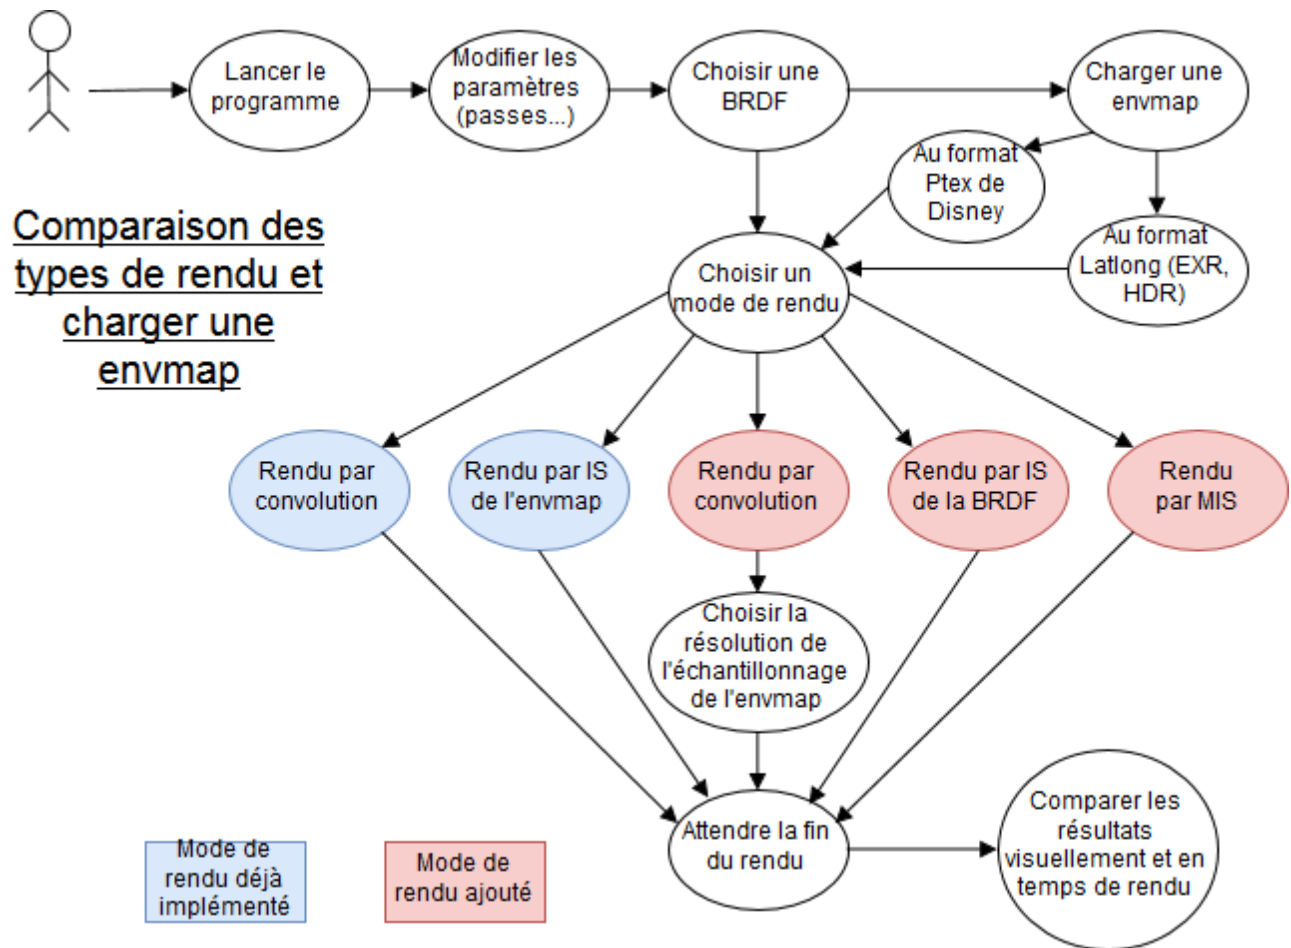 Lancer le
programme
Modifier les
paramètres
(passes...)
Choisir une
BRDF
Charger une
envmap
Au format
Ptex de
Disney
Au format
Latlong (EXR,
HDR)
Comparaison des
types de rendu et
charger une
envmap
Choisir un
mode de rendu
Rendu par
convolution
Rendu par IS
de l'envmap
Rendu par
convolution
Rendu par IS
de la BRDF
Rendu
par MIS
Choisir la
résolution de
l'échantillonnage
de l'envmap
Attendre la fin
du rendu
Comparer les
résultats
visuellement et en
temps de rendu
Mode de
rendu déjà
implémenté
Mode de
rendu ajouté